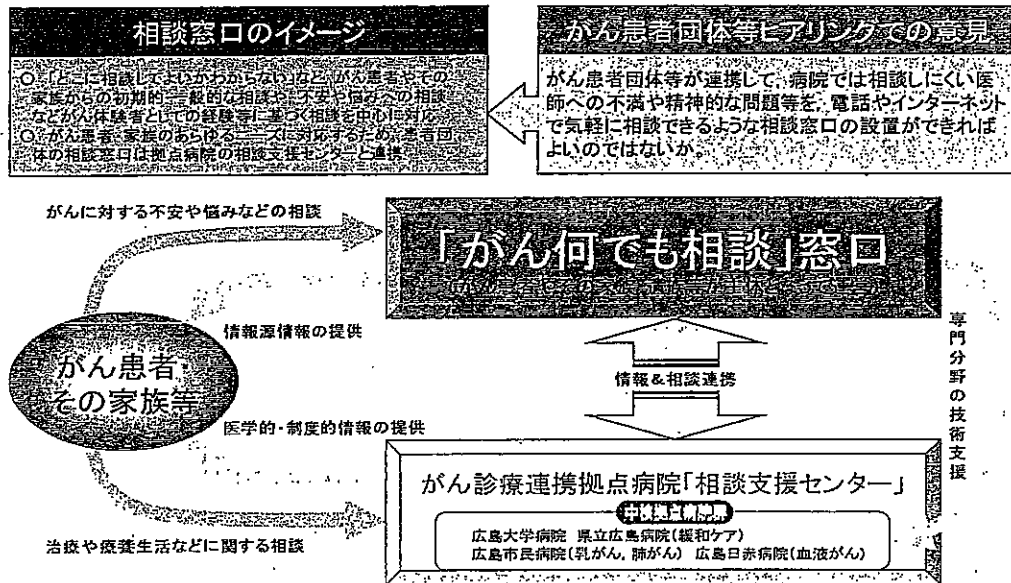 相談窓口のイメージ
○ 「どこに相談してよいかわからない」など、がん患者やその
家族からの初期的、一般的な相談や、不安や悩みへの相談
などがん体験者としての経験等に基づく相談を中心に対応
○ がん患者、家族のあらゆるニーズに対応するため、患者団
体の相談窓口は拠点病院の相談支援センターと連携
がん患者団体等ヒアリングでの意見
がん患者団体等が連携して、病院では相談しにくい医
師への不満や精神的な問題等を、電話やインターネット
で気軽に相談できるような相談窓口の設置ができれば
よいのではないか。
がんに対する不安や悩みなどの相談
「がん何でも相談」窓口
情報源情報の提供
がん患者・
その家族等
情報&相談連携
専門分野の技術支援
医学的・制度的情報の提供
がん診療連携拠点病院「相談支援センター」
広島大学病院 県立広島病院(緩和ケア)
広島市民病院(乳がん,肺がん) 広島日赤病院(血液がん)
治療や療養生活などに関する相談